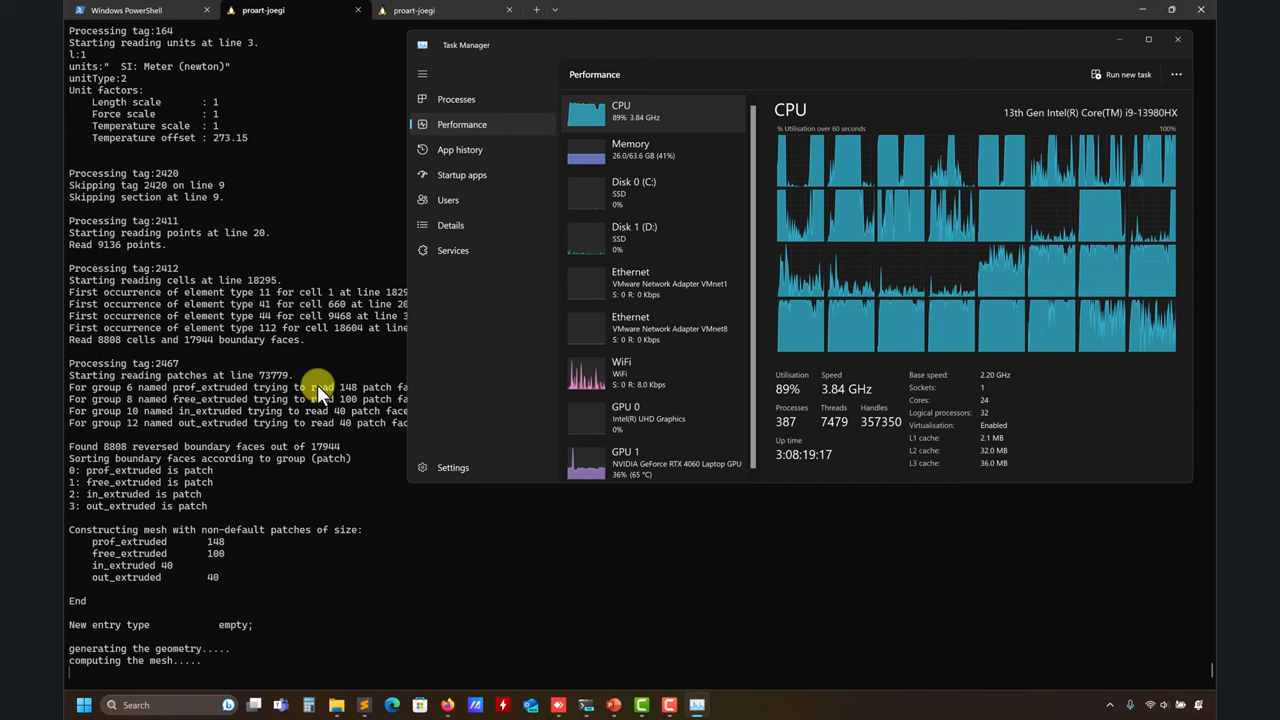 Windows PowerShell
proart-joegi
proart-joegi
Processing tag:164
Starting reading units at line 3.
l:1
units:"  SI: Meter (newton)"
unitType:2
Unit factors:
Length scale : 1
Force scale : 1
Temperature scale : 1
Temperature offset : 273.15
Processing tag:2420
Skipping tag 2420 on line 9
Skipping section at line 9.
Processing tag:2411
Starting reading points at line 20.
Read 9136 points.
Processing tag:2412
Starting reading cells at line 18295.
First occurrence of element type 11 for cell 1 at line 1829
First occurrence of element type 41 for cell 660 at line 20
First occurrence of element type 44 for cell 9468 at line 3
First occurrence of element type 112 for cell 18604 at line
Read 8808 cells and 17944 boundary faces.
Processing tag:2467
Starting reading patches at line 73779.
For group 6 named prof_extruded trying to read 148 patch fa
For group 8 named free_extruded trying to read 100 patch fa
For group 10 named in_extruded trying to read 40 patch face
For group 12 named out_extruded trying to read 40 patch fac
Found 8808 reversed boundary faces out of 17944
Sorting boundary faces according to group (patch)
0: prof_extruded is patch
1: free_extruded is patch
2: in_extruded is patch
3: out_extruded is patch
Constructing mesh with non-default patches of size:
prof_extruded 148
free_extruded 100
in_extruded 40
out_extruded 40
End
New entry type empty;
generating the geometry.....
computing the mesh.....
Task Manager
Processes
Performance
App history
Startup apps
Users
Details
Services
Settings
Performance
Run new task
CPU
89% 3.84 GHz
Memory
26.0/63.6 GB (41%)
Disk 0 (C:)
SSD
0%
Disk 1 (D:)
SSD
0%
Ethernet
VMware Network Adapter VMnet1
S: 0 R: 0 Kbps
Ethernet
VMware Network Adapter VMnet8
S: 0 R: 0 Kbps
WiFi
WiFi
S: 0 R: 8.0 Kbps
GPU 0
Intel(R) UHD Graphics
0%
GPU 1
NVIDIA GeForce RTX 4060 Laptop GPU
36% (65 °C)
CPU
13th Gen Intel(R) Core(TM) i9-13980HX
% Utilisation over 60 seconds
100%
Utilisation Speed
89% 3.84 GHz
Processes Threads Handles
387 7479 357350
Up time
3:08:19:17
Base speed: 2.20 GHz
Sockets: 1
Cores: 24
Logical processors: 32
Virtualisation: Enabled
L1 cache: 2.1 MB
L2 cache: 32.0 MB
L3 cache: 36.0 MB
Search